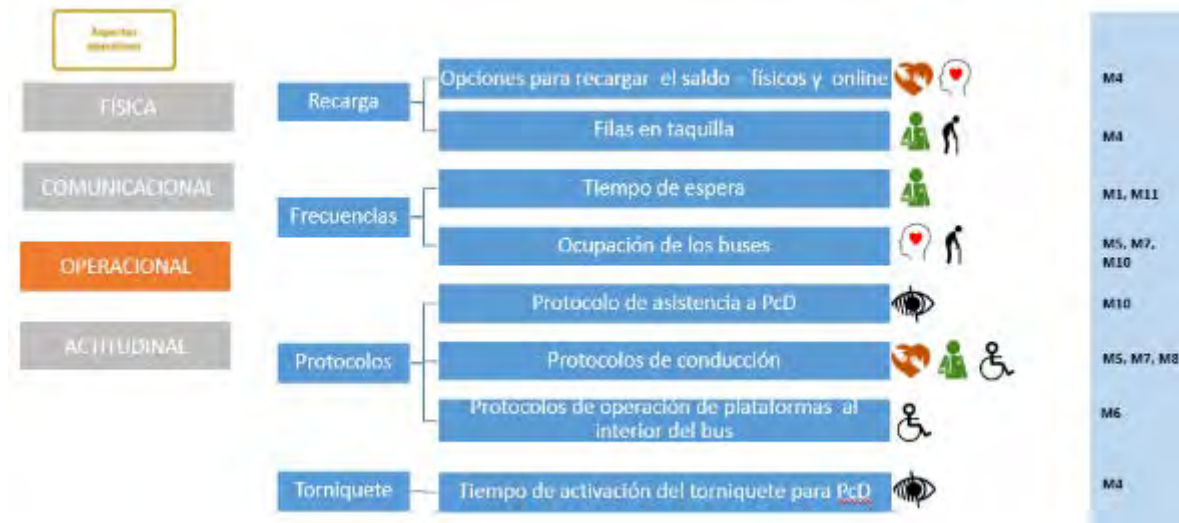 Aspectos
operativos
FÍSICA
COMUNICACIONAL
OPERACIONAL
ACTITUDINAL
Recarga
Opciones para recargar el saldo – físicos y online
M4
Filas en taquilla
M4
Frecuencias
Tiempo de espera
M1, M11
Ocupación de los buses
M5, M7,
M10
Protocolos
Protocolo de asistencia a PcD
M10
Protocolos de conducción
M5, M7, M8
Protocolos de operación de plataformas al
interior del bus
M6
Torniquete
Tiempo de activación del torniquete para PcD
M4